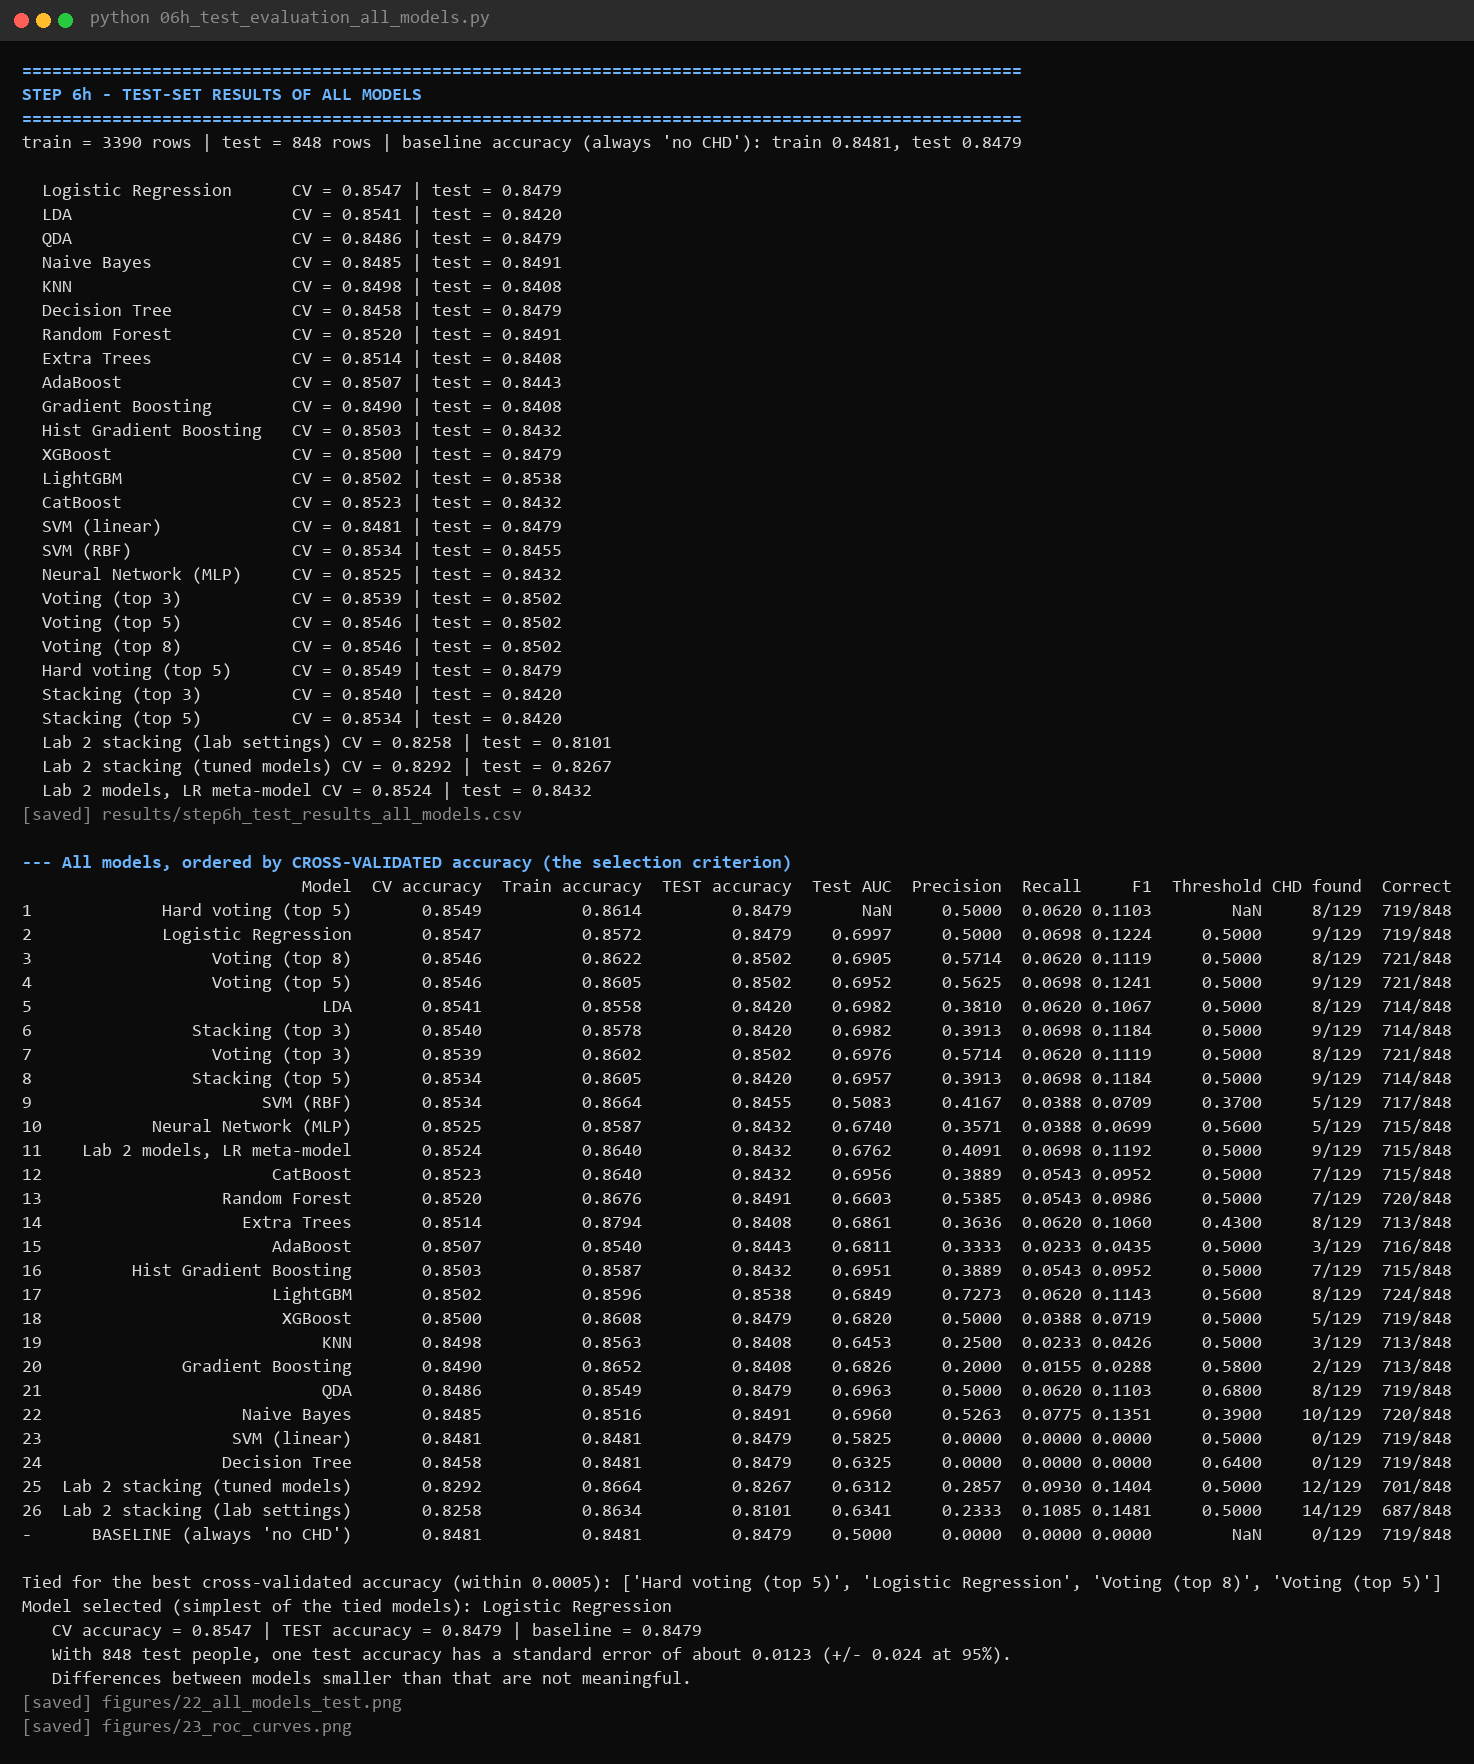 python 06h_test_evaluation_all_models.py
====================================================================================================
STEP 6h - TEST-SET RESULTS OF ALL MODELS
====================================================================================================
train = 3390 rows | test = 848 rows | baseline accuracy (always 'no CHD'): train 0.8481, test 0.8479
  Logistic Regression      CV = 0.8547 | test = 0.8479
  LDA                      CV = 0.8541 | test = 0.8420
  QDA                      CV = 0.8486 | test = 0.8479
  Naive Bayes              CV = 0.8485 | test = 0.8491
  KNN                      CV = 0.8498 | test = 0.8408
  Decision Tree            CV = 0.8458 | test = 0.8479
  Random Forest            CV = 0.8520 | test = 0.8491
  Extra Trees              CV = 0.8514 | test = 0.8408
  AdaBoost                 CV = 0.8507 | test = 0.8443
  Gradient Boosting        CV = 0.8490 | test = 0.8408
  Hist Gradient Boosting   CV = 0.8503 | test = 0.8432
  XGBoost                  CV = 0.8500 | test = 0.8479
  LightGBM                 CV = 0.8502 | test = 0.8538
  CatBoost                 CV = 0.8523 | test = 0.8432
  SVM (linear)             CV = 0.8481 | test = 0.8479
  SVM (RBF)                CV = 0.8534 | test = 0.8455
  Neural Network (MLP)     CV = 0.8525 | test = 0.8432
  Voting (top 3)           CV = 0.8539 | test = 0.8502
  Voting (top 5)           CV = 0.8546 | test = 0.8502
  Voting (top 8)           CV = 0.8546 | test = 0.8502
  Hard voting (top 5)      CV = 0.8549 | test = 0.8479
  Stacking (top 3)         CV = 0.8540 | test = 0.8420
  Stacking (top 5)         CV = 0.8534 | test = 0.8420
  Lab 2 stacking (lab settings) CV = 0.8258 | test = 0.8101
  Lab 2 stacking (tuned models) CV = 0.8292 | test = 0.8267
  Lab 2 models, LR meta-model CV = 0.8524 | test = 0.8432
[saved] results/step6h_test_results_all_models.csv
--- All models, ordered by CROSS-VALIDATED accuracy (the selection criterion)
Model  CV accuracy  Train accuracy  TEST accuracy  Test AUC  Precision  Recall     F1  Threshold CHD found  Correct
1             Hard voting (top 5)       0.8549          0.8614         0.8479       NaN     0.5000  0.0620 0.1103        NaN     8/129  719/848
2             Logistic Regression       0.8547          0.8572         0.8479    0.6997     0.5000  0.0698 0.1224     0.5000     9/129  719/848
3                  Voting (top 8)       0.8546          0.8622         0.8502    0.6905     0.5714  0.0620 0.1119     0.5000     8/129  721/848
4                  Voting (top 5)       0.8546          0.8605         0.8502    0.6952     0.5625  0.0698 0.1241     0.5000     9/129  721/848
5                             LDA       0.8541          0.8558         0.8420    0.6982     0.3810  0.0620 0.1067     0.5000     8/129  714/848
6                Stacking (top 3)       0.8540          0.8578         0.8420    0.6982     0.3913  0.0698 0.1184     0.5000     9/129  714/848
7                  Voting (top 3)       0.8539          0.8602         0.8502    0.6976     0.5714  0.0620 0.1119     0.5000     8/129  721/848
8                Stacking (top 5)       0.8534          0.8605         0.8420    0.6957     0.3913  0.0698 0.1184     0.5000     9/129  714/848
9                       SVM (RBF)       0.8534          0.8664         0.8455    0.5083     0.4167  0.0388 0.0709     0.3700     5/129  717/848
10           Neural Network (MLP)       0.8525          0.8587         0.8432    0.6740     0.3571  0.0388 0.0699     0.5600     5/129  715/848
11    Lab 2 models, LR meta-model       0.8524          0.8640         0.8432    0.6762     0.4091  0.0698 0.1192     0.5000     9/129  715/848
12                       CatBoost       0.8523          0.8640         0.8432    0.6956     0.3889  0.0543 0.0952     0.5000     7/129  715/848
13                  Random Forest       0.8520          0.8676         0.8491    0.6603     0.5385  0.0543 0.0986     0.5000     7/129  720/848
14                    Extra Trees       0.8514          0.8794         0.8408    0.6861     0.3636  0.0620 0.1060     0.4300     8/129  713/848
15                       AdaBoost       0.8507          0.8540         0.8443    0.6811     0.3333  0.0233 0.0435     0.5000     3/129  716/848
16         Hist Gradient Boosting       0.8503          0.8587         0.8432    0.6951     0.3889  0.0543 0.0952     0.5000     7/129  715/848
17                       LightGBM       0.8502          0.8596         0.8538    0.6849     0.7273  0.0620 0.1143     0.5600     8/129  724/848
18                        XGBoost       0.8500          0.8608         0.8479    0.6820     0.5000  0.0388 0.0719     0.5000     5/129  719/848
19                            KNN       0.8498          0.8563         0.8408    0.6453     0.2500  0.0233 0.0426     0.5000     3/129  713/848
20              Gradient Boosting       0.8490          0.8652         0.8408    0.6826     0.2000  0.0155 0.0288     0.5800     2/129  713/848
21                            QDA       0.8486          0.8549         0.8479    0.6963     0.5000  0.0620 0.1103     0.6800     8/129  719/848
22                    Naive Bayes       0.8485          0.8516         0.8491    0.6960     0.5263  0.0775 0.1351     0.3900    10/129  720/848
23                   SVM (linear)       0.8481          0.8481         0.8479    0.5825     0.0000  0.0000 0.0000     0.5000     0/129  719/848
24                  Decision Tree       0.8458          0.8481         0.8479    0.6325     0.0000  0.0000 0.0000     0.6400     0/129  719/848
25  Lab 2 stacking (tuned models)       0.8292          0.8664         0.8267    0.6312     0.2857  0.0930 0.1404     0.5000    12/129  701/848
26  Lab 2 stacking (lab settings)       0.8258          0.8634         0.8101    0.6341     0.2333  0.1085 0.1481     0.5000    14/129  687/848
-      BASELINE (always 'no CHD')       0.8481          0.8481         0.8479    0.5000     0.0000  0.0000 0.0000        NaN     0/129  719/848
Tied for the best cross-validated accuracy (within 0.0005): ['Hard voting (top 5)', 'Logistic Regression', 'Voting (top 8)', 'Voting (top 5)']
Model selected (simplest of the tied models): Logistic Regression
   CV accuracy = 0.8547 | TEST accuracy = 0.8479 | baseline = 0.8479
   With 848 test people, one test accuracy has a standard error of about 0.0123 (+/- 0.024 at 95%).
   Differences between models smaller than that are not meaningful.
[saved] figures/22_all_models_test.png
[saved] figures/23_roc_curves.png